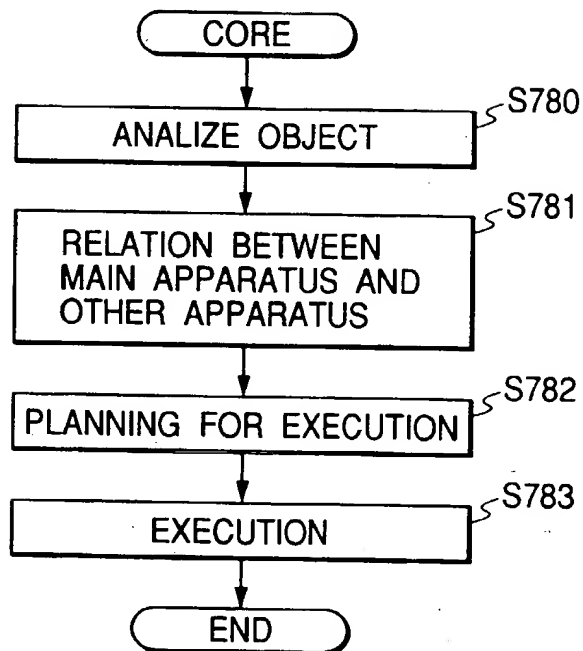 CORE
S780
ANALIZE OBJECT
S781
RELATION BETWEEN
MAIN APPARATUS AND
OTHER APPARATUS
S782
PLANNING FOR EXECUTION
S783
EXECUTION
END